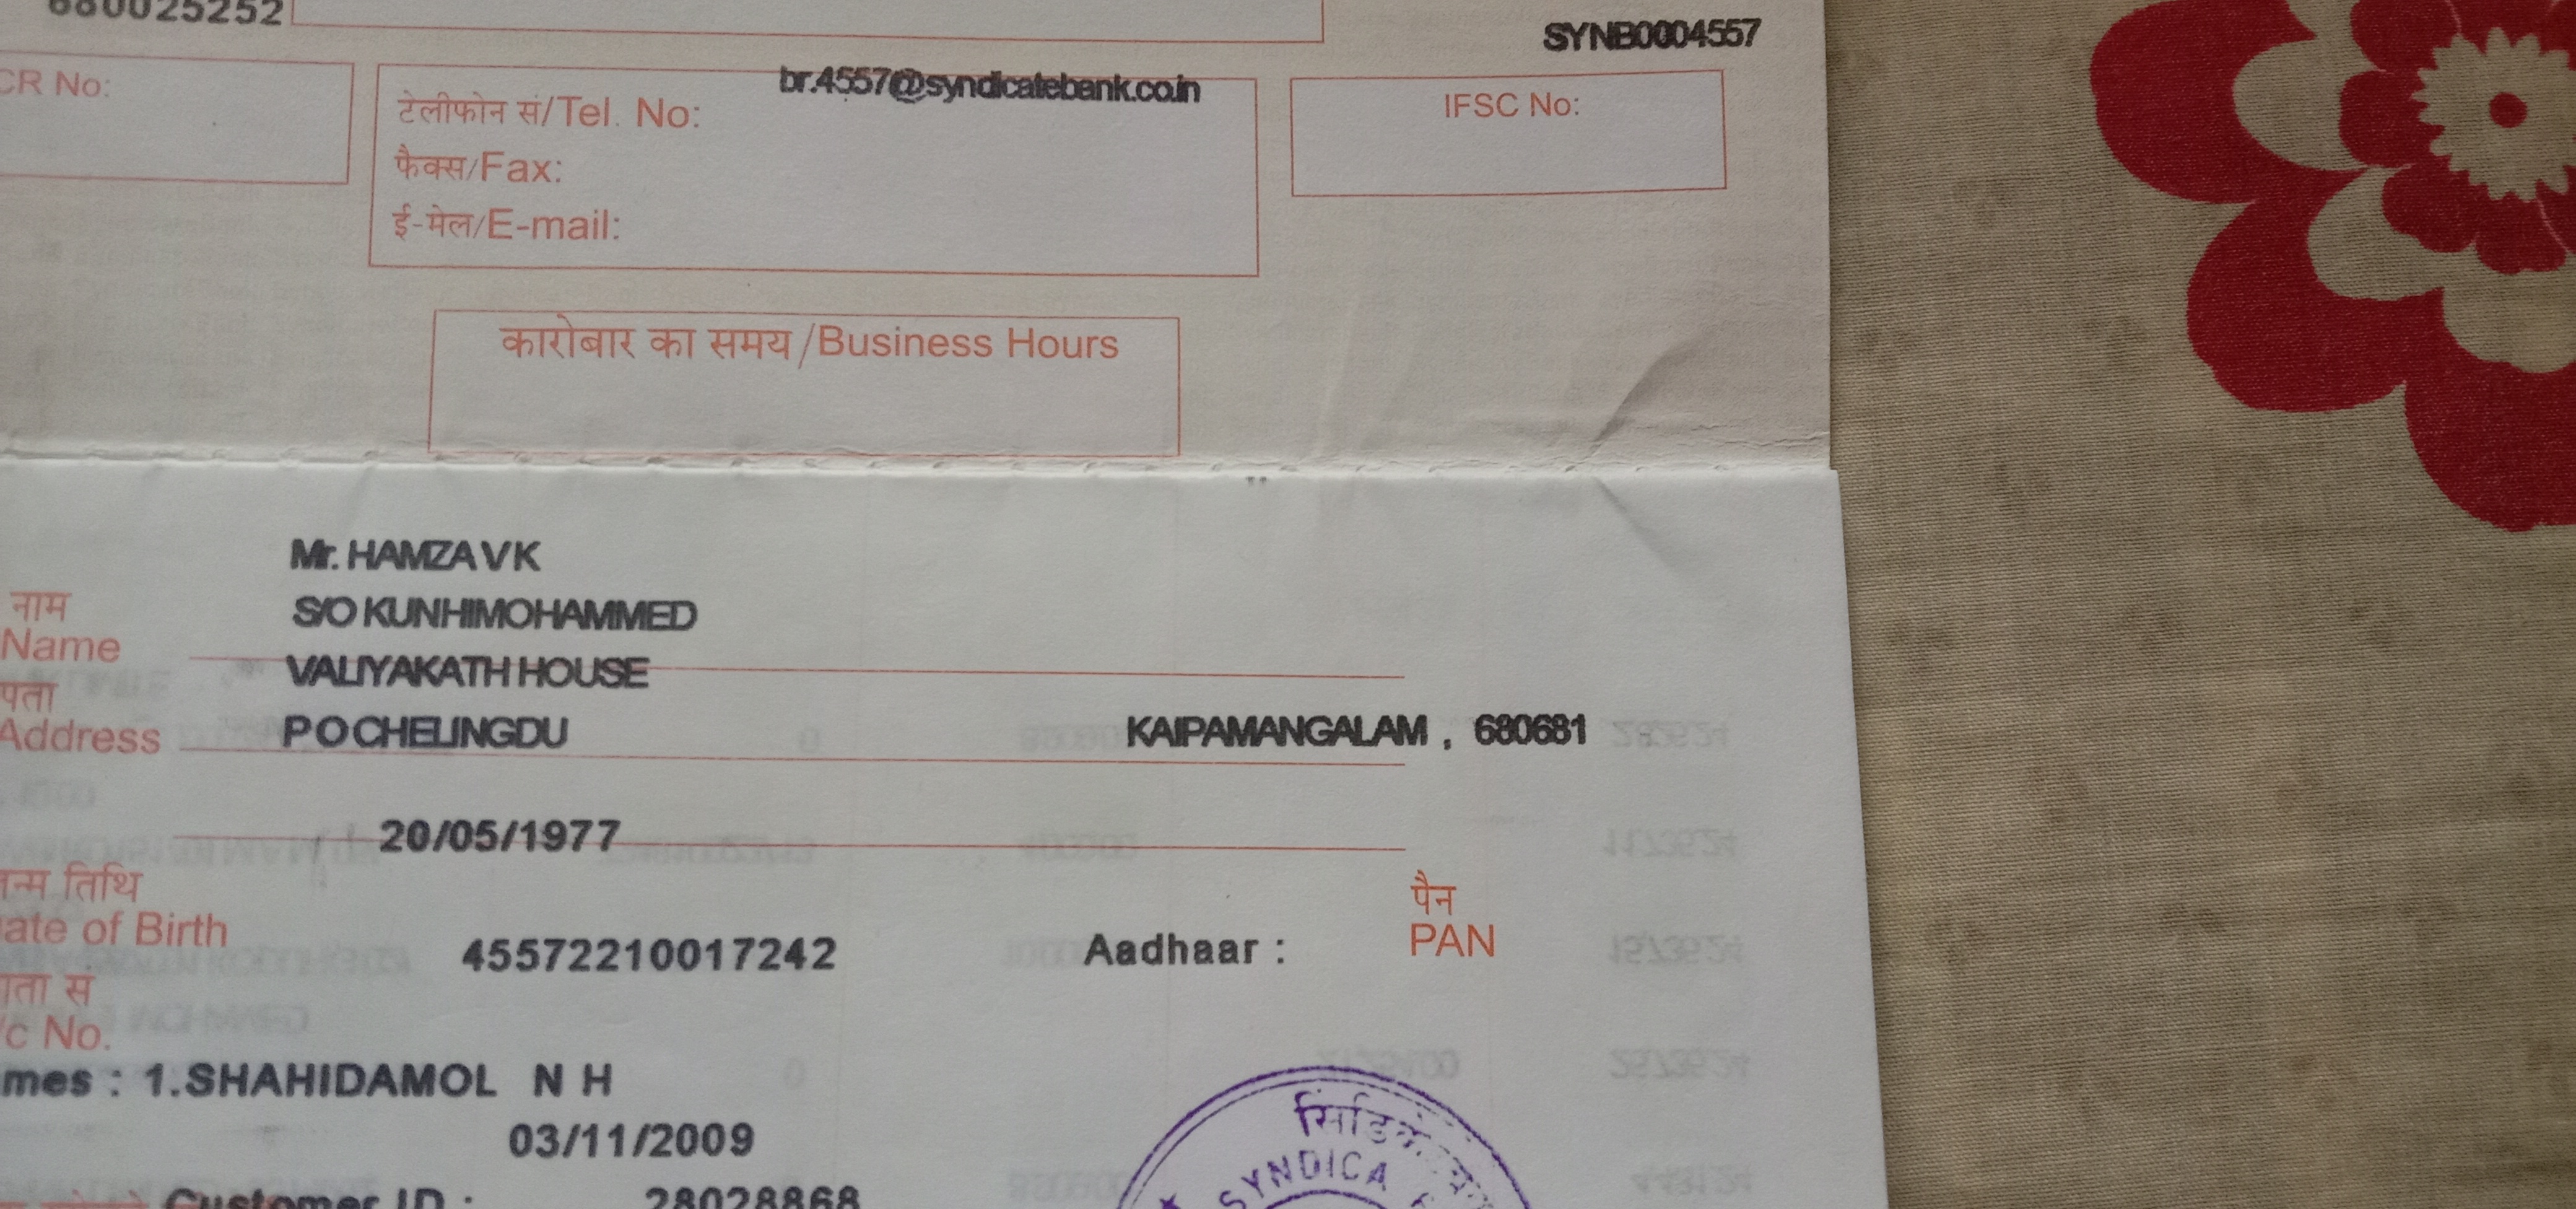 680025252
SYNB0004557
CR No:
br.4557@syndicatebank.co.in
टेलीफोन सं/Tel. No:
फैक्स/Fax:
ई-मेल/E-mail:
IFSC No:
कारोबार का समय/Business Hours
Mr. HAMZA V K
नाम
S/O KUNHIMOHAMMED
Name
VALIYAKATH HOUSE
पता
Address
P O CHELINGDU KAIPAMANGALAM , 680681
20/05/1977
न्म तिथि
ate of Birth
पैन
PAN
45572210017242 Aadhaar :
ाता सं
/c No.
mes : 1.SHAHIDAMOL N H
03/11/2009
Customer ID : 28028868
सिंडिके
SYNDICA